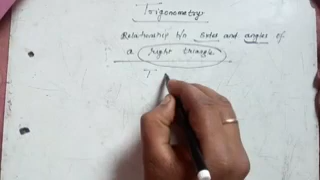 Trigonometry
Relationship b/n sides and angles of
a right triangle
T